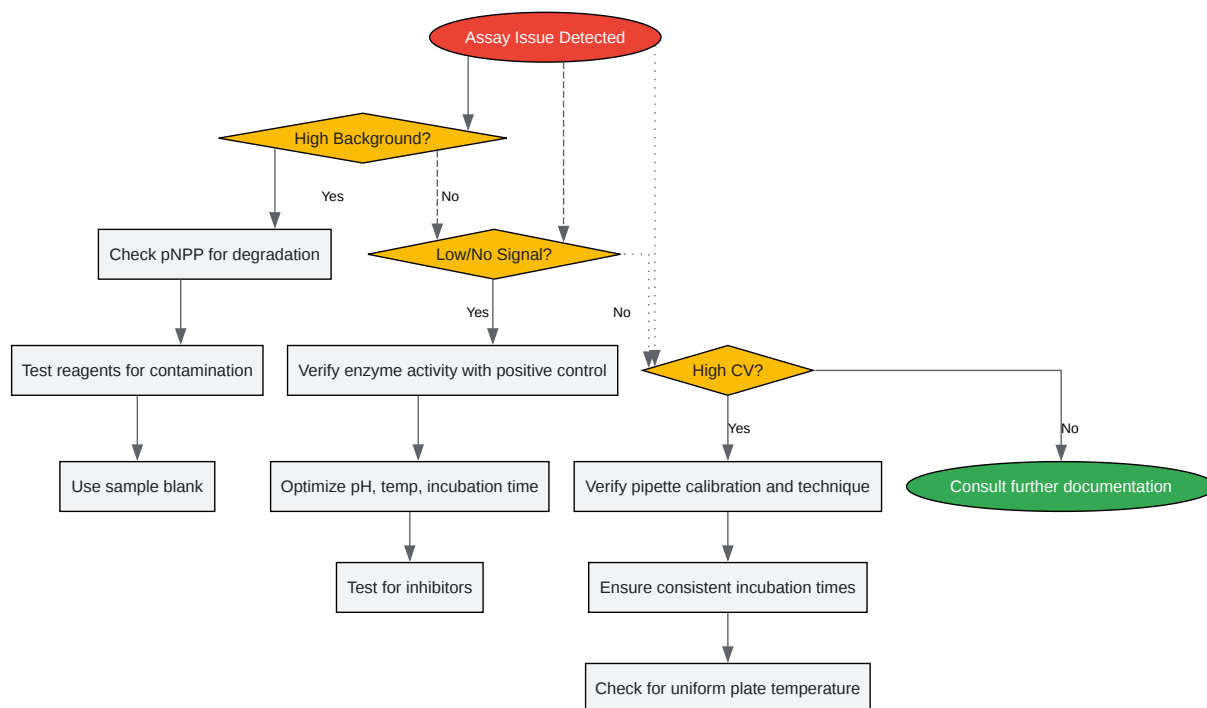 Assay Issue Detected
High Background?
Yes
No
Check pNPP for degradation
Low/No Signal?
Yes
No
Test reagents for contamination
Verify enzyme activity with positive control
High CV?
Yes
No
Use sample blank
Optimize pH, temp, incubation time
Verify pipette calibration and technique
Consult further documentation
Test for inhibitors
Ensure consistent incubation times
Check for uniform plate temperature